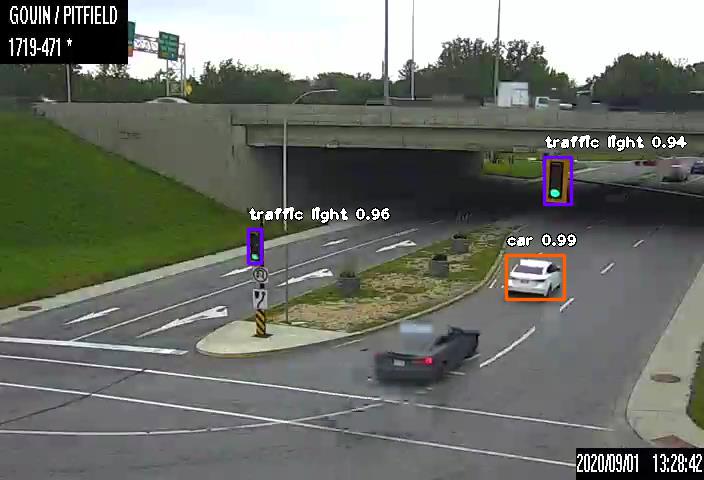 GOUIN / PITFIELD
1719-471 *
traffic light 0.94
traffic light 0.96
car 0.99
2020/09/01 13:28:42